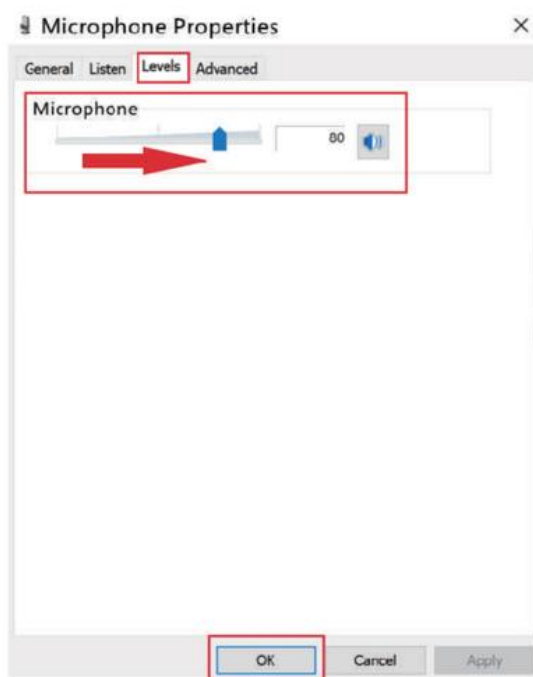 Microphone Properties
General Listen Levels Advanced
Microphone
80
OK Cancel Apply